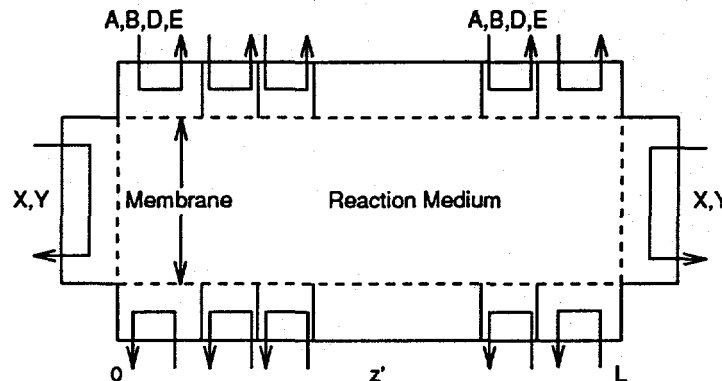 A,B,D,E A,B,D,E
X,Y Membrane Reaction Medium X,Y
0 z' L